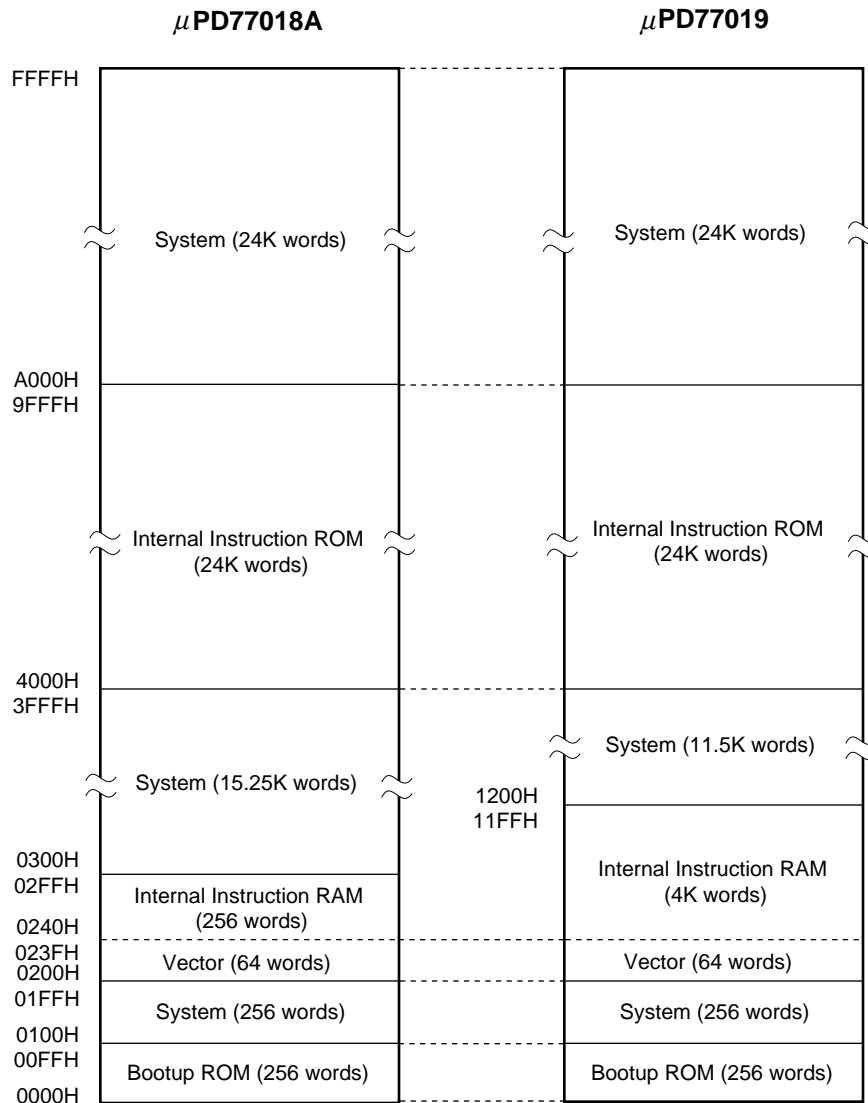 μPD77018A
μPD77019
FFFFH
System (24K words)
System (24K words)
A000H
9FFFH
Internal Instruction ROM
(24K words)
Internal Instruction ROM
(24K words)
4000H
3FFFH
System (15.25K words)
System (11.5K words)
1200H
11FFH
0300H
02FFH
Internal Instruction RAM
(256 words)
Internal Instruction RAM
(4K words)
0240H
023FH
Vector (64 words)
Vector (64 words)
0200H
01FFH
System (256 words)
System (256 words)
0100H
00FFH
Bootup ROM (256 words)
Bootup ROM (256 words)
0000H